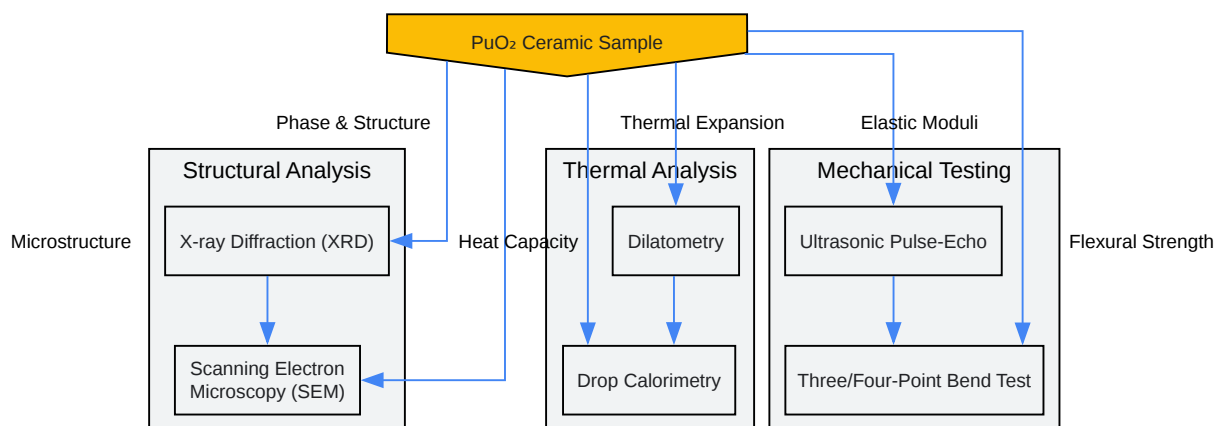 PuO₂ Ceramic Sample
Phase & Structure
Thermal Expansion
Elastic Moduli
Structural Analysis
Thermal Analysis
Mechanical Testing
Microstructure
X-ray Diffraction (XRD)
Heat Capacity
Dilatometry
Ultrasonic Pulse-Echo
Flexural Strength
Scanning Electron
Microscopy (SEM)
Drop Calorimetry
Three/Four-Point Bend Test